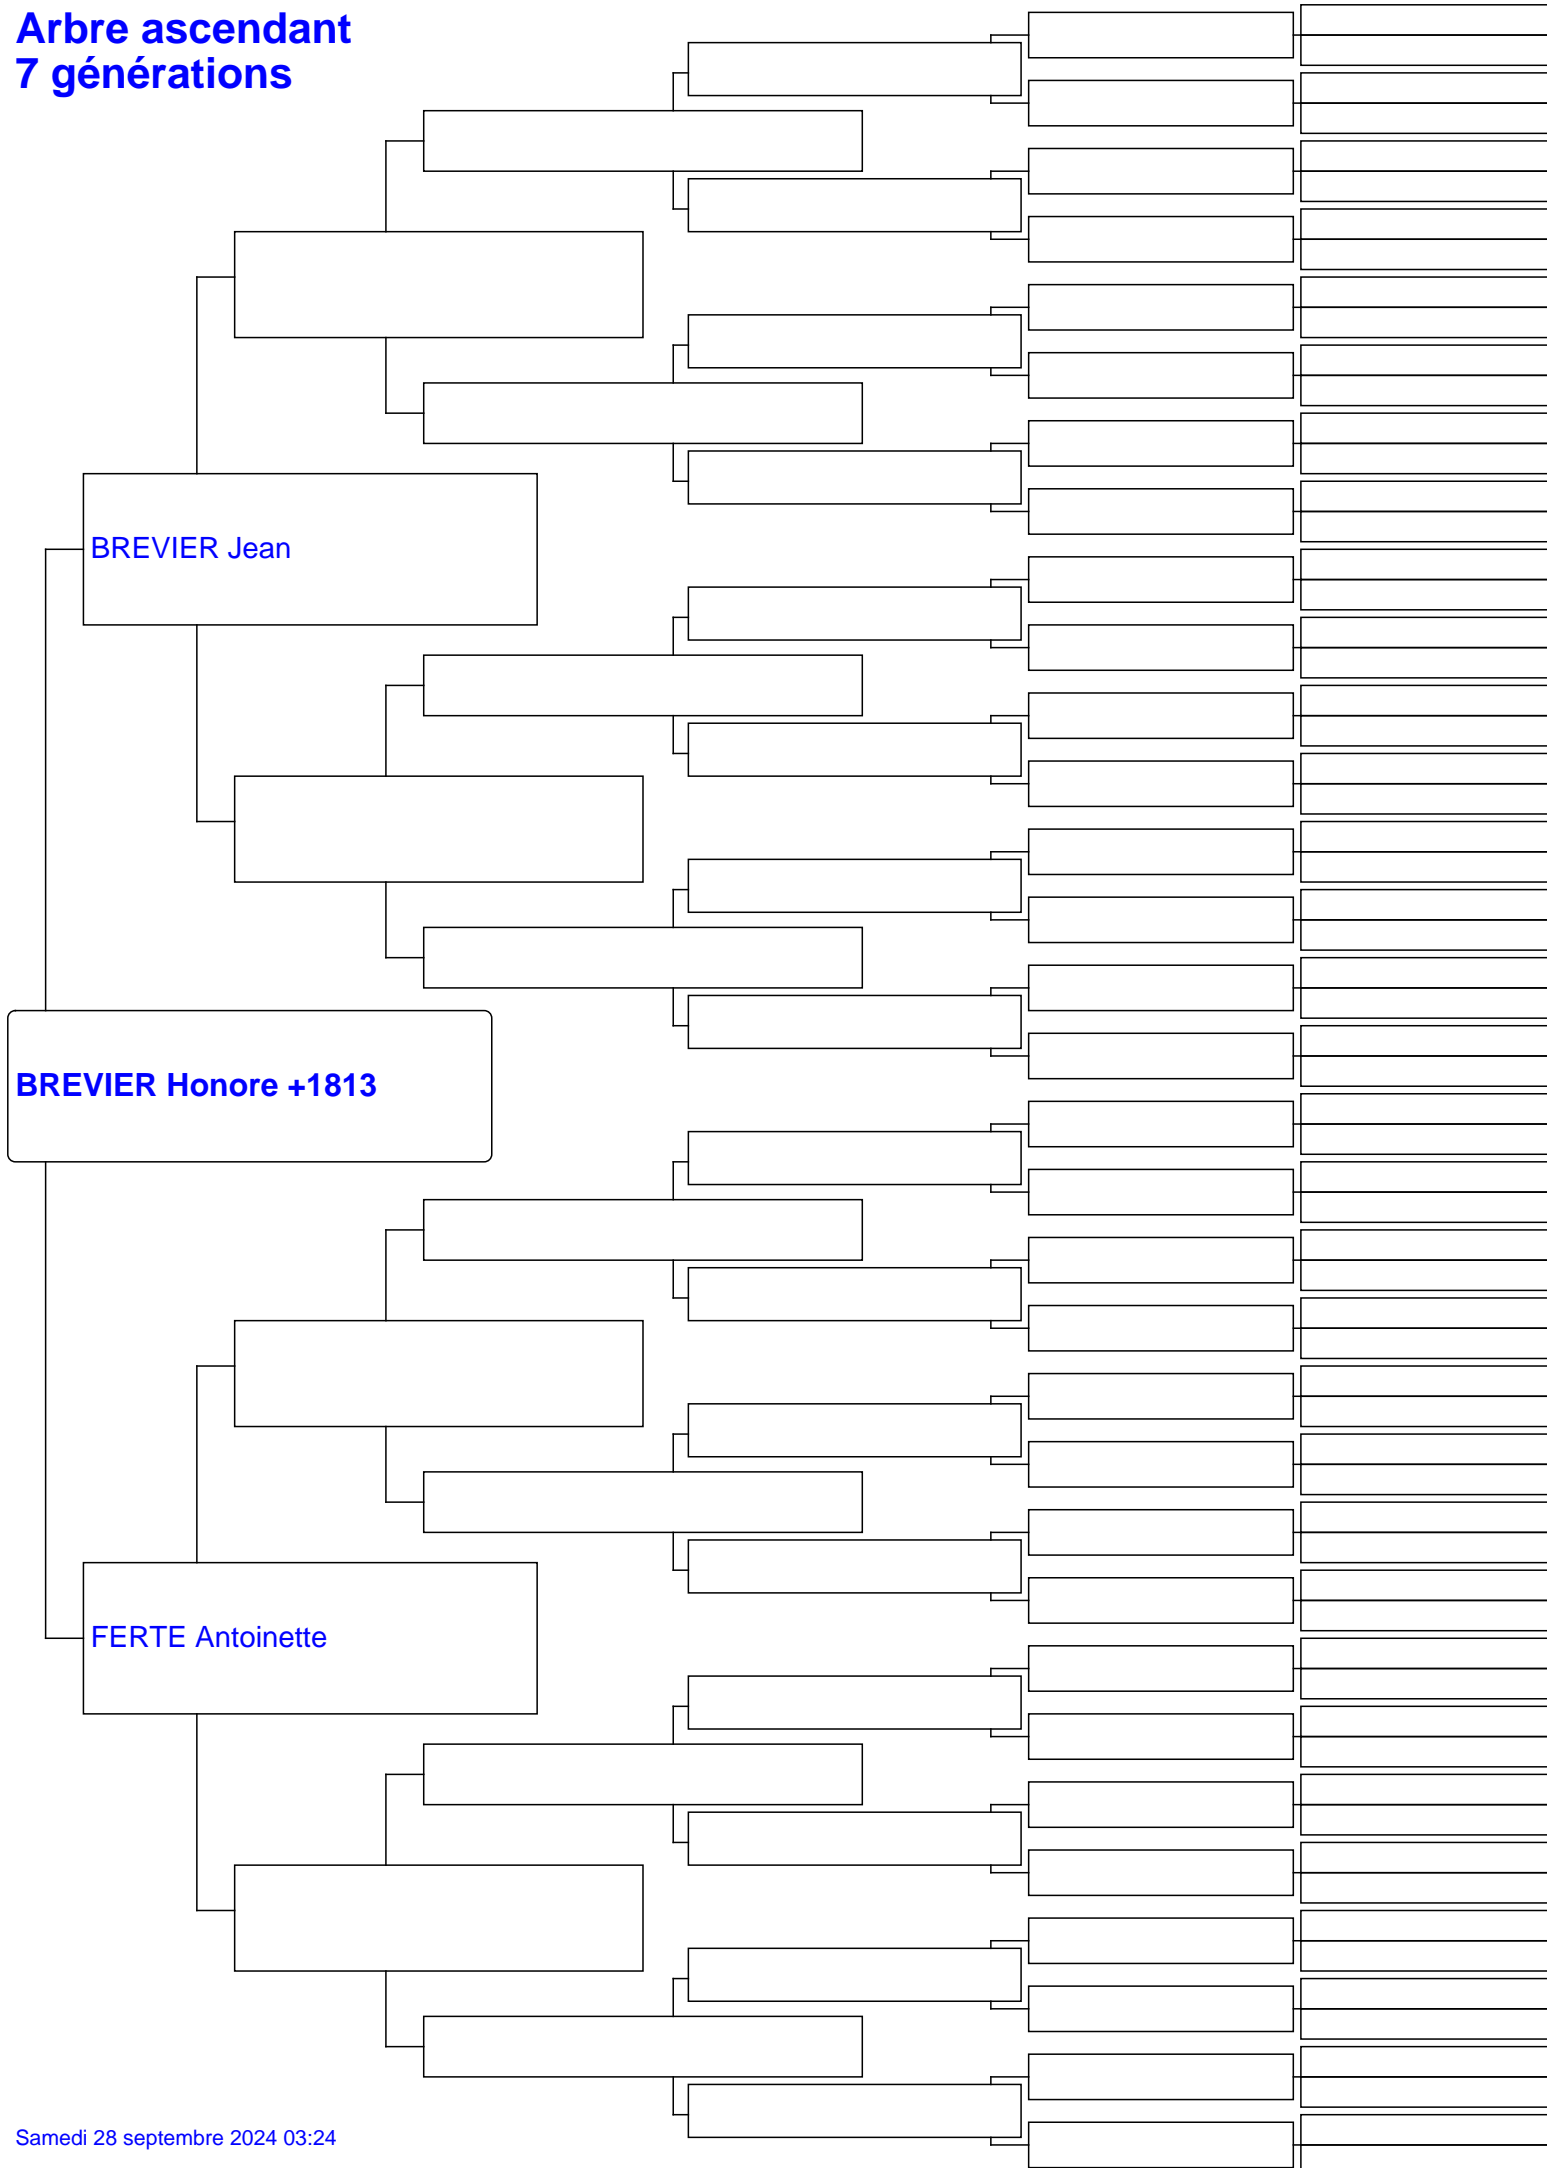 Arbre ascendant
7 générations
BREVIER Jean
BREVIER Honore +1813
FERTE Antoinette
Samedi 28 septembre 2024 03:24